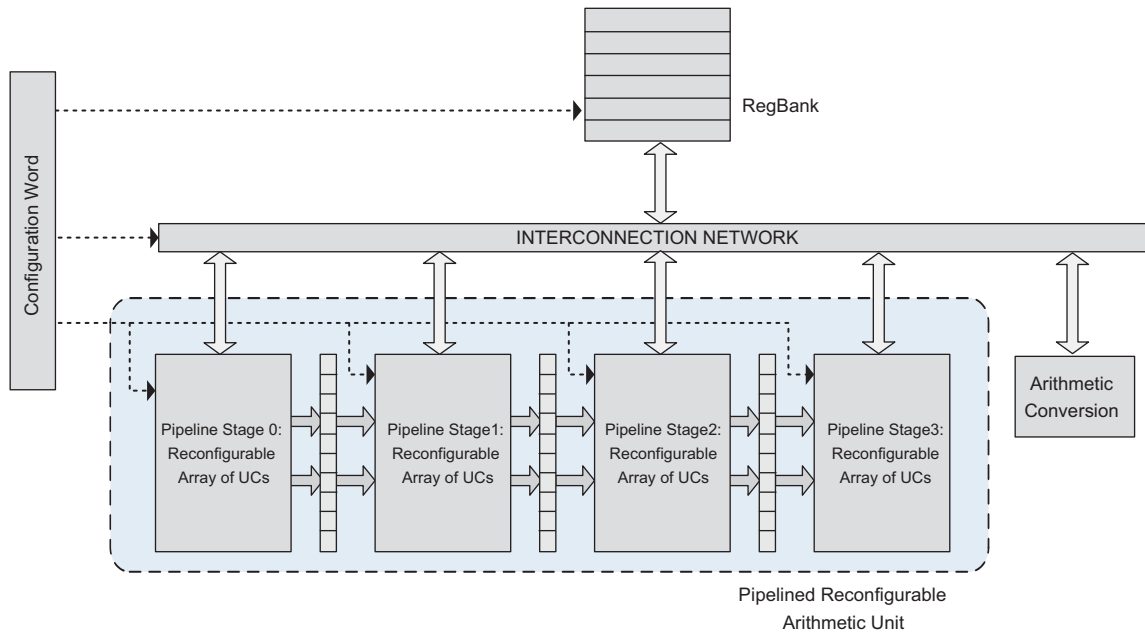 RegBank
Configuration Word
INTERCONNECTION NETWORK
Pipeline Stage 0:
Reconfigurable
Array of UCs
Pipeline Stage1:
Reconfigurable
Array of UCs
Pipeline Stage2:
Reconfigurable
Array of UCs
Pipeline Stage3:
Reconfigurable
Array of UCs
Arithmetic
Conversion
Pipelined Reconfigurable
Arithmetic Unit